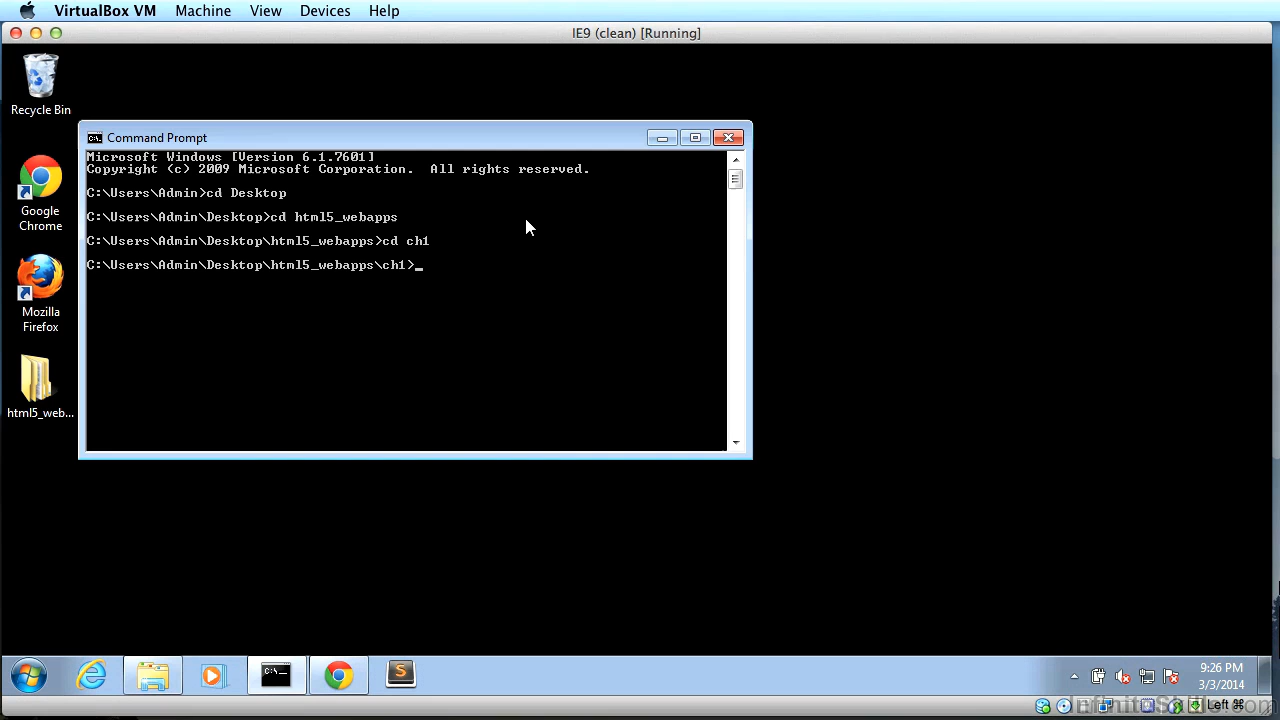 VirtualBox VM Machine View Devices Help
IE9 (clean) [Running]
Recycle Bin
Google
Chrome
Mozilla
Firefox
html5_web...
C:\.
Command Prompt
Microsoft Windows [Version 6.1.7601]
Copyright (c) 2009 Microsoft Corporation.  All rights reserved.
C:\Users\Admin>cd Desktop
C:\Users\Admin\Desktop>cd html5_webapps
C:\Users\Admin\Desktop\html5_webapps>cd ch1
C:\Users\Admin\Desktop\html5_webapps\ch1>_
9:26 PM
3/3/2014
InfiniteSkills.com
Left ⌘